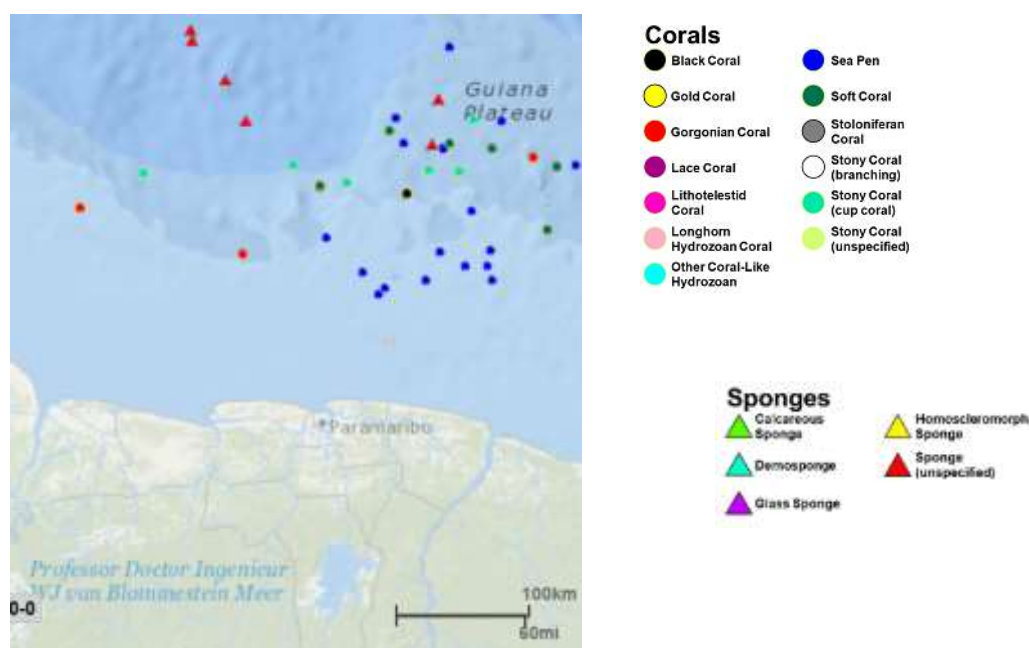 Guiana
Plateau
Paramaribo
Professor Doctor Ingenieur
WJ van Blommestein Meer
0-0
100km
60mi
Corals
Black Coral
Gold Coral
Gorgonian Coral
Lace Coral
Lithotelestid
Coral
Longhorn
Hydrozoan Coral
Other Coral-Like
Hydrozoan
Sea Pen
Soft Coral
Stoloniferan
Coral
Stony Coral
(branching)
Stony Coral
(cup coral)
Stony Coral
(unspecified)
Sponges
Calcareous
Sponge
Demosponge
Glass Sponge
Homoscleromorph
Sponge
Sponge
(unspecified)